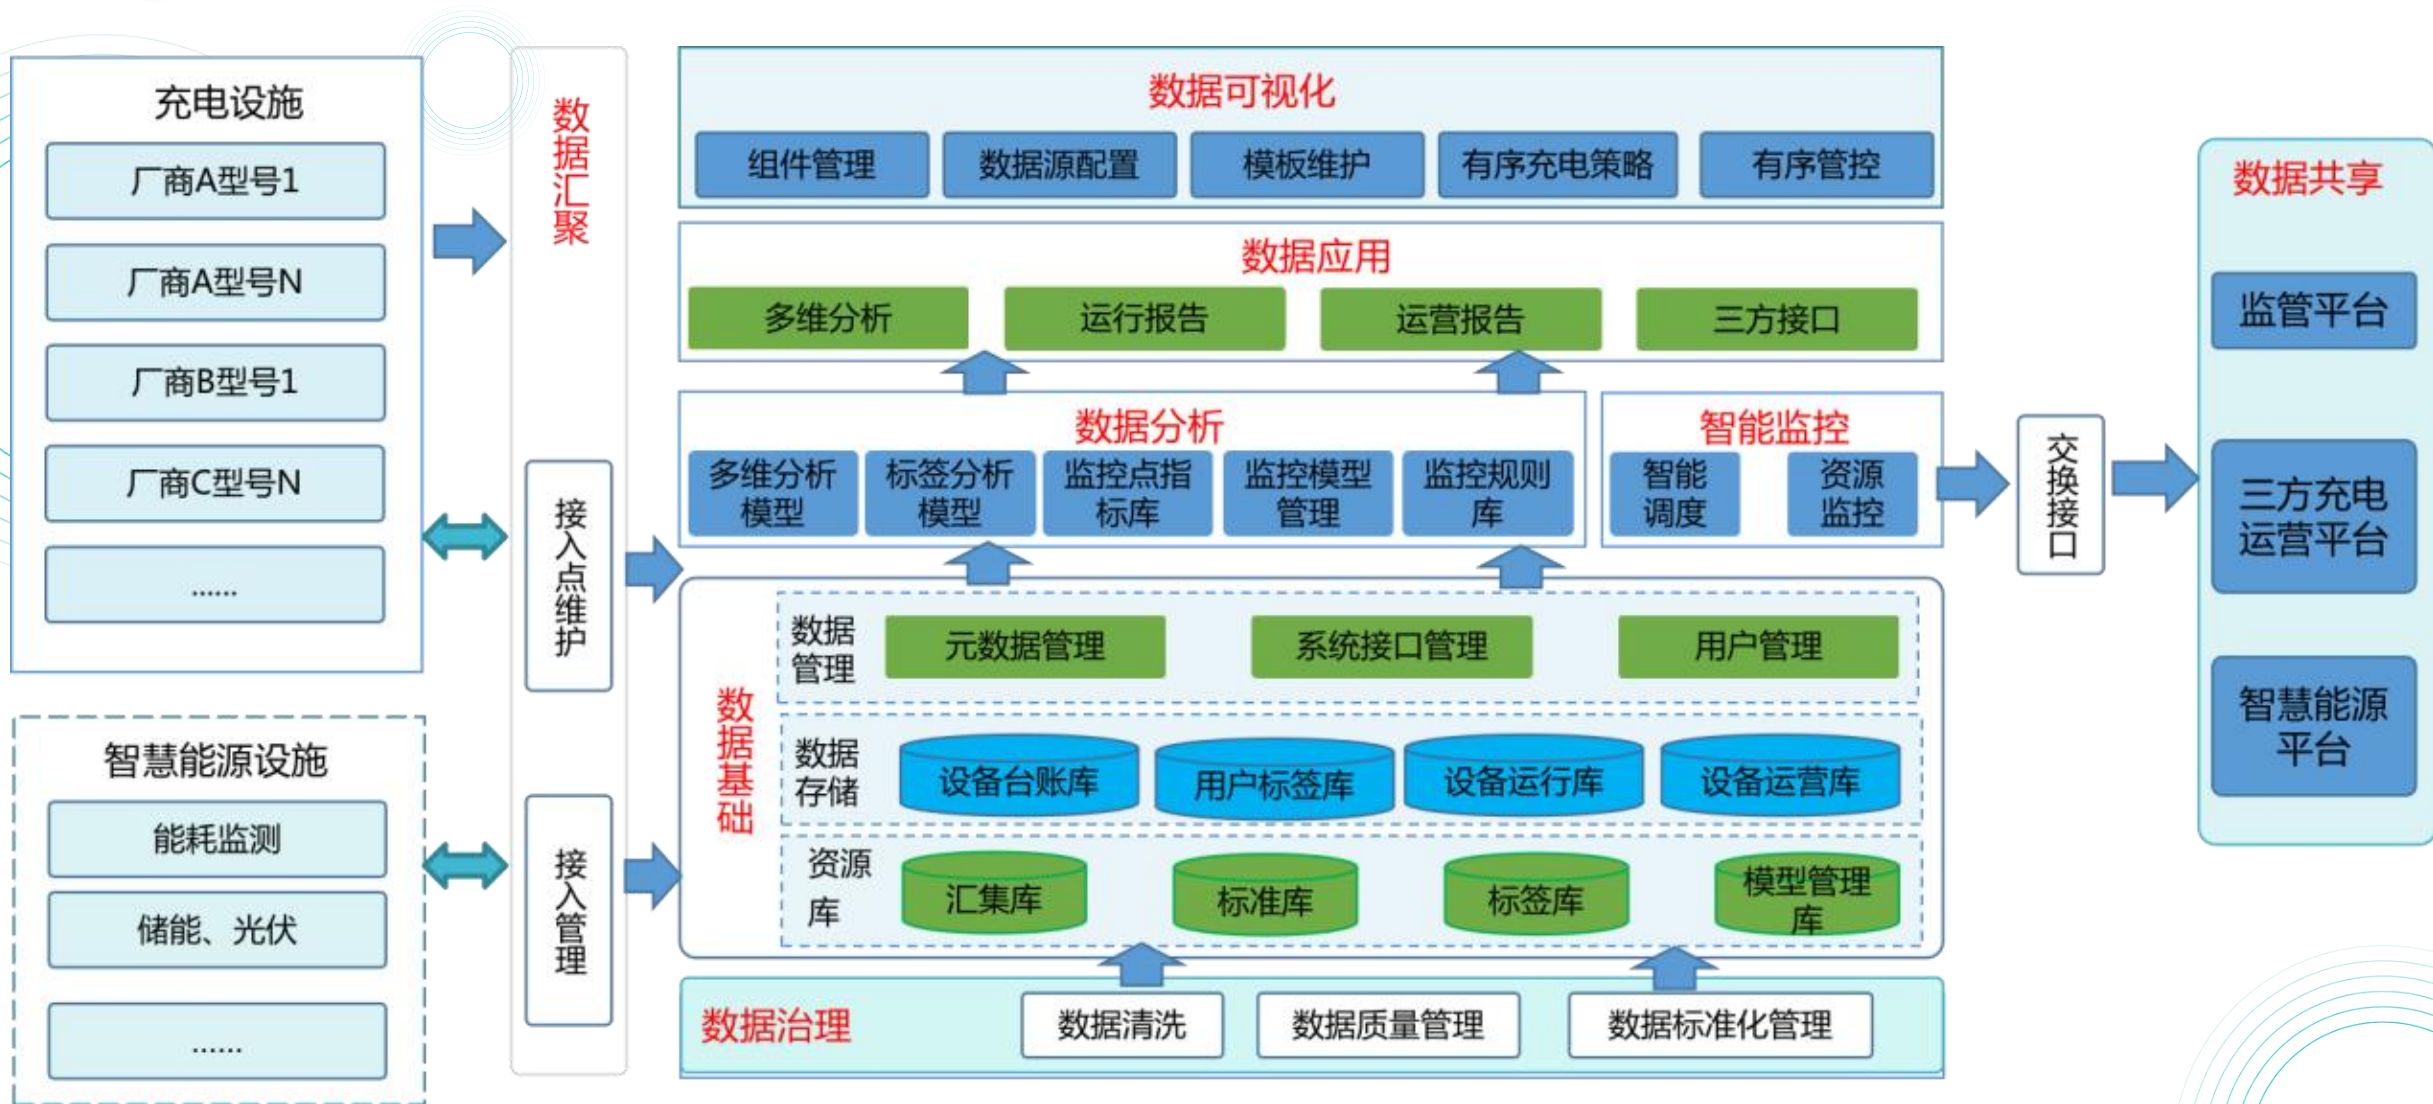 充电设施
厂商A型号1
厂商A型号N
厂商B型号1
厂商C型号N
......
智慧能源设施
能耗监测
储能、光伏
......
数据汇聚
接入点维护
接入管理
数据可视化
组件管理
数据源配置
模板维护
有序充电策略
有序管控
数据应用
多维分析
运行报告
运营报告
三方接口
数据分析
多维分析
模型
标签分析
模型
监控点指
标库
监控模型
管理
监控规则
库
智能监控
智能
调度
资源
监控
数据基础
数据
管理
元数据管理
系统接口管理
用户管理
数据
存储
设备台账库
用户标签库
设备运行库
设备运营库
资源
库
汇集库
标准库
标签库
模型管理
库
数据治理
数据清洗
数据质量管理
数据标准化管理
交换接口
数据共享
监管平台
三方充电
运营平台
智慧能源
平台